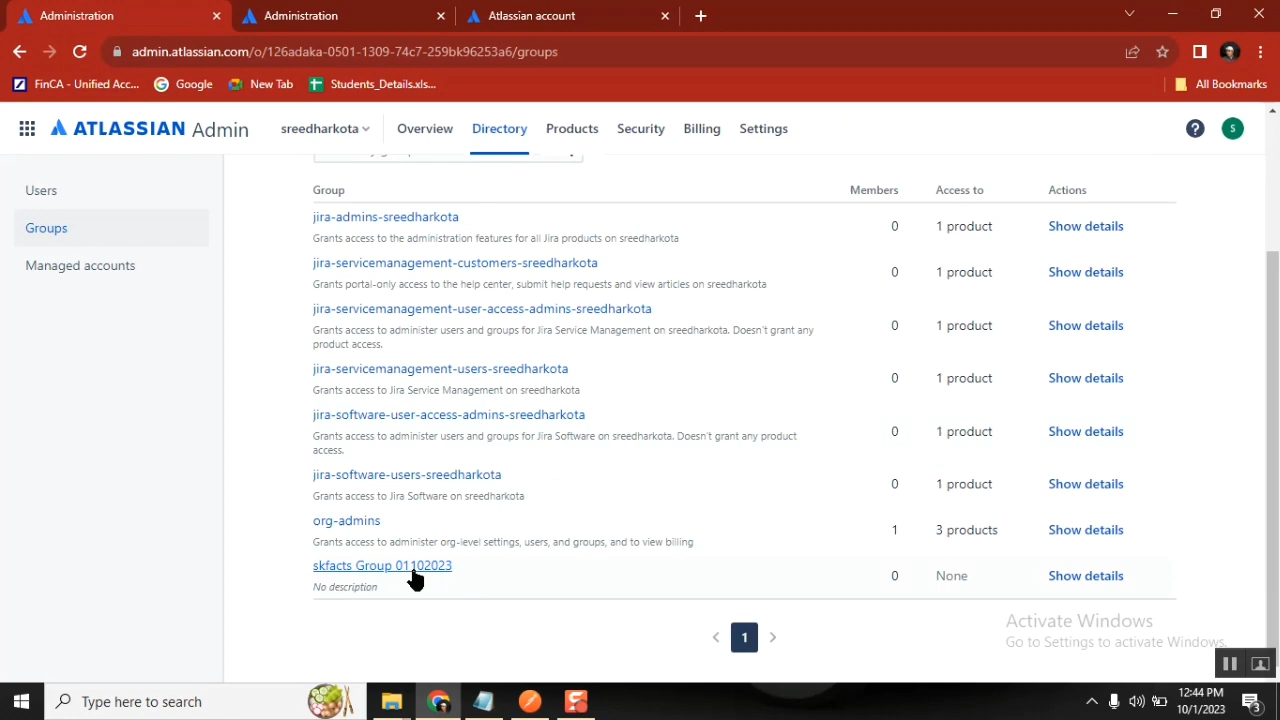 Administration
Administration
Atlassian account
admin.atlassian.com/o/126adaka-0501-1309-74c7-259bk96253a6/groups
FinCA - Unified Acc...
Google
New Tab
Students_Details.xls...
All Bookmarks
ATLASSIAN Admin
sreedharkota
Overview
Directory
Products
Security
Billing
Settings
?
S
Users
Groups
Managed accounts
Group
Members
Access to
Actions
jira-admins-sreedharkota
Grants access to the administration features for all Jira products on sreedharkota
0
1 product
Show details
jira-servicemanagement-customers-sreedharkota
Grants portal-only access to the help center, submit help requests and view articles on sreedharkota
0
1 product
Show details
jira-servicemanagement-user-access-admins-sreedharkota
Grants access to administer users and groups for Jira Service Management on sreedharkota. Doesn't grant any
product access.
0
1 product
Show details
jira-servicemanagement-users-sreedharkota
Grants access to Jira Service Management on sreedharkota
0
1 product
Show details
jira-software-user-access-admins-sreedharkota
Grants access to administer users and groups for Jira Software on sreedharkota. Doesn't grant any product
access.
0
1 product
Show details
jira-software-users-sreedharkota
Grants access to Jira Software on sreedharkota
0
1 product
Show details
org-admins
Grants access to administer org-level settings, users, and groups, and to view billing
1
3 products
Show details
skfacts Group 01102023
No description
0
None
Show details
1
Activate Windows
Go to Settings to activate Windows.
Type here to search
12:44 PM
10/1/2023
3